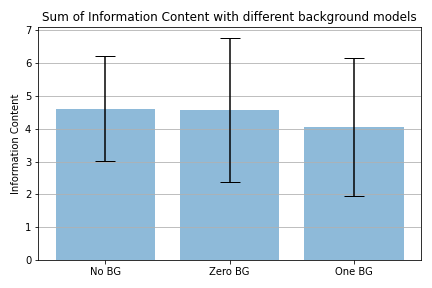 Sum of Information Content with different background models
Information Content
7
6
5
4
3
2
1
0
No BG
Zero BG
One BG